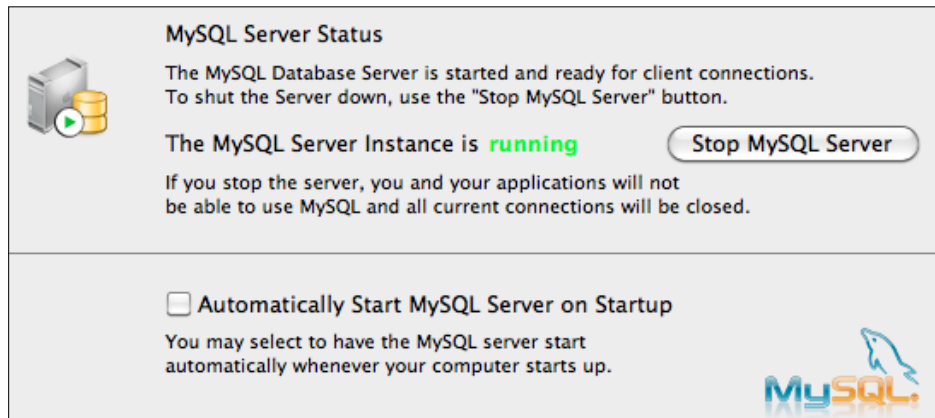 MySQL Server Status
The MySQL Database Server is started and ready for client connections.
To shut the Server down, use the "Stop MySQL Server" button.
The MySQL Server Instance is running
Stop MySQL Server
If you stop the server, you and your applications will not
be able to use MySQL and all current connections will be closed.
Automatically Start MySQL Server on Startup
You may select to have the MySQL server start
automatically whenever your computer starts up.
MySQL.